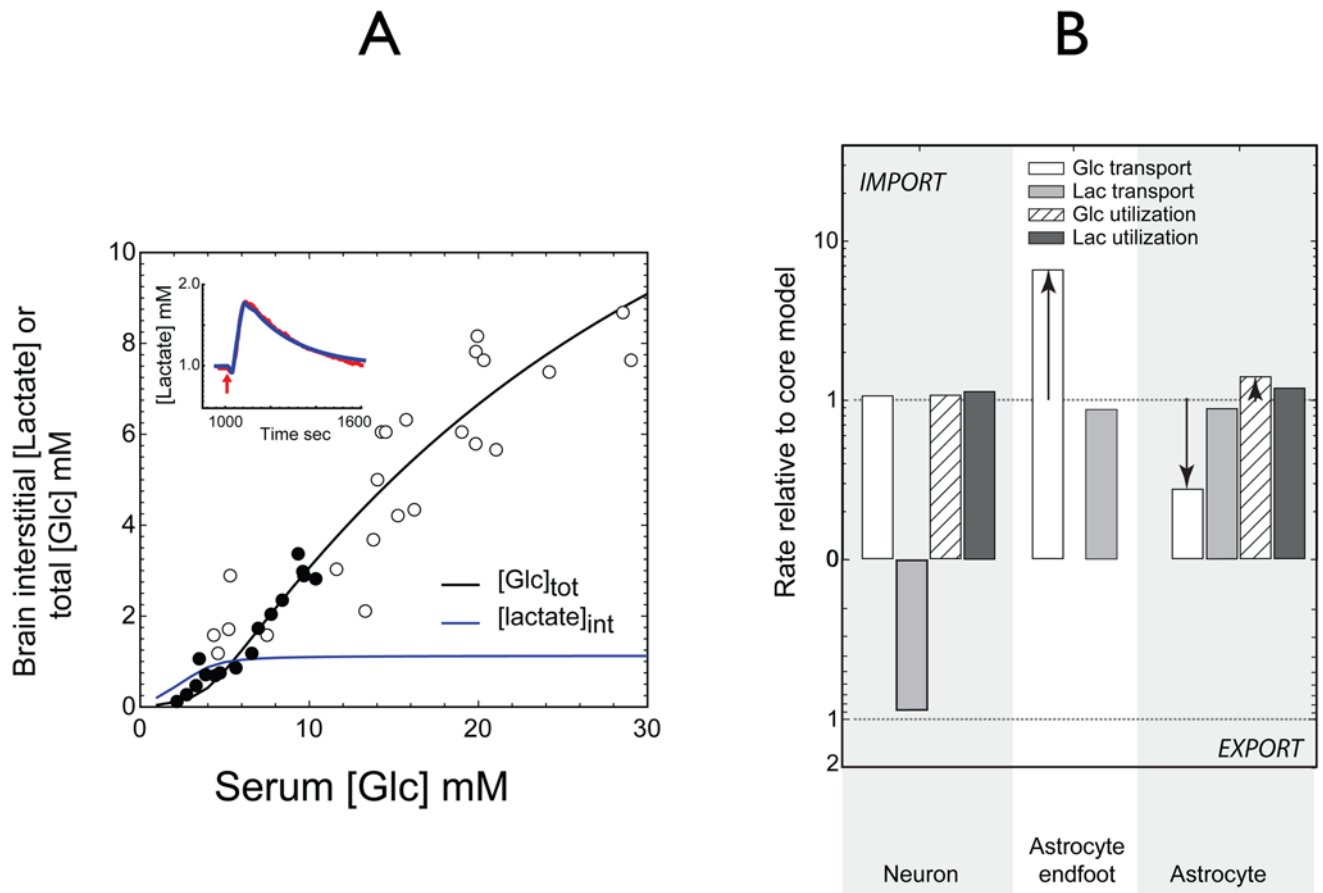 A
B
10
8
6
4
2
0
0
10
20
30
Brain interstitial [Lactate] or
total [Glc] mM
Serum [Glc] mM
2.0
1.0
[Lactate] mM
1000
1600
Time sec
[Glc]tot
[lactate]int
IMPORT
Glc transport
Lac transport
Glc utilization
Lac utilization
10
1
0
1
2
Rate relative to core model
EXPORT
Neuron
Astrocyte
endfoot
Astrocyte